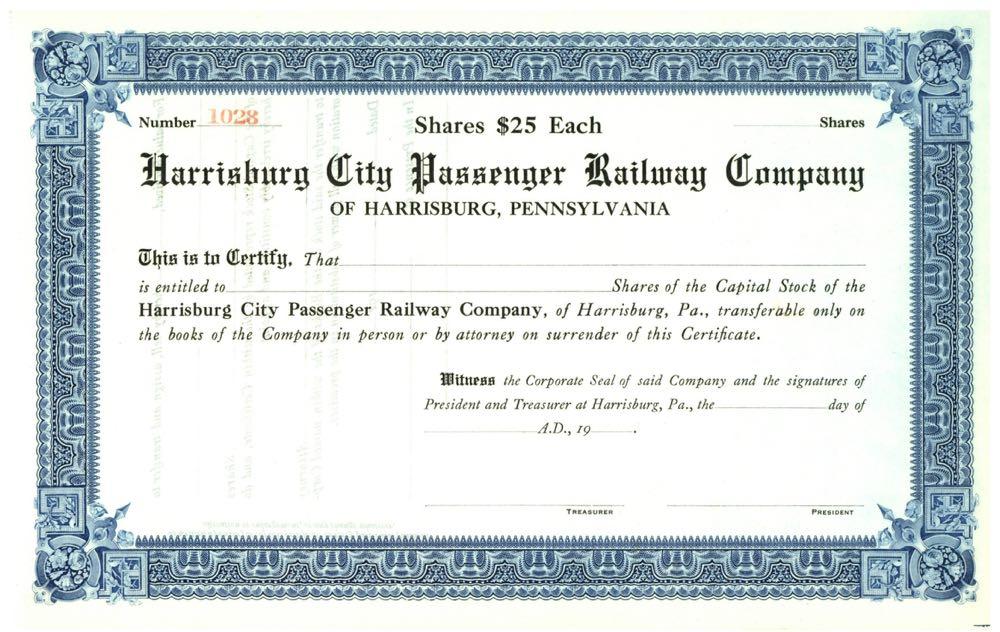 Number 1028 Shares $25 Each Shares
Harrisburg City Passenger Railway Company
OF HARRISBURG, PENNSYLVANIA
This is to Certify, That
is entitled to Shares of the Capital Stock of the
Harrisburg City Passenger Railway Company, of Harrisburg, Pa., transferable only on
the books of the Company in person or by attorney on surrender of this Certificate.
Witness the Corporate Seal of said Company and the signatures of
President and Treasurer at Harrisburg, Pa., the day of
A.D., 19 .
TREASURER PRESIDENT